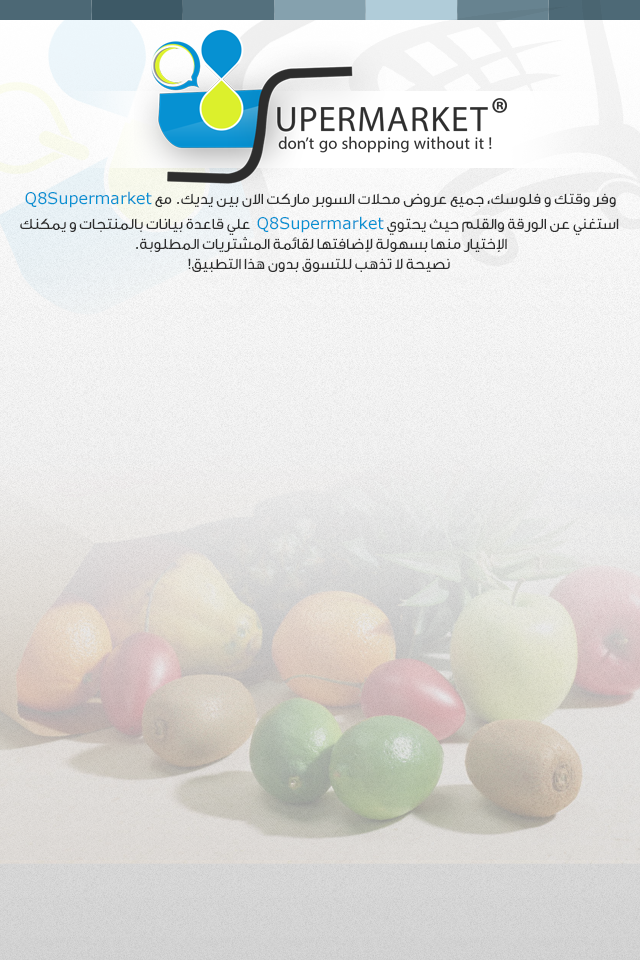 UPERMARKET®
don't go shopping without it !
وفر وقتك و فلوسك، جميع عروض محلات السوبر ماركت الان بين يديك. مع Q8Supermarket
استغني عن الورقة والقلم حيث يحتوي Q8Supermarket علي قاعدة بيانات بالمنتجات و يمكنك
الإختيار منها بسهولة لإضافتها لقائمة المشتريات المطلوبة.
نصيحة لا تذهب للتسوق بدون هذا التطبيق!